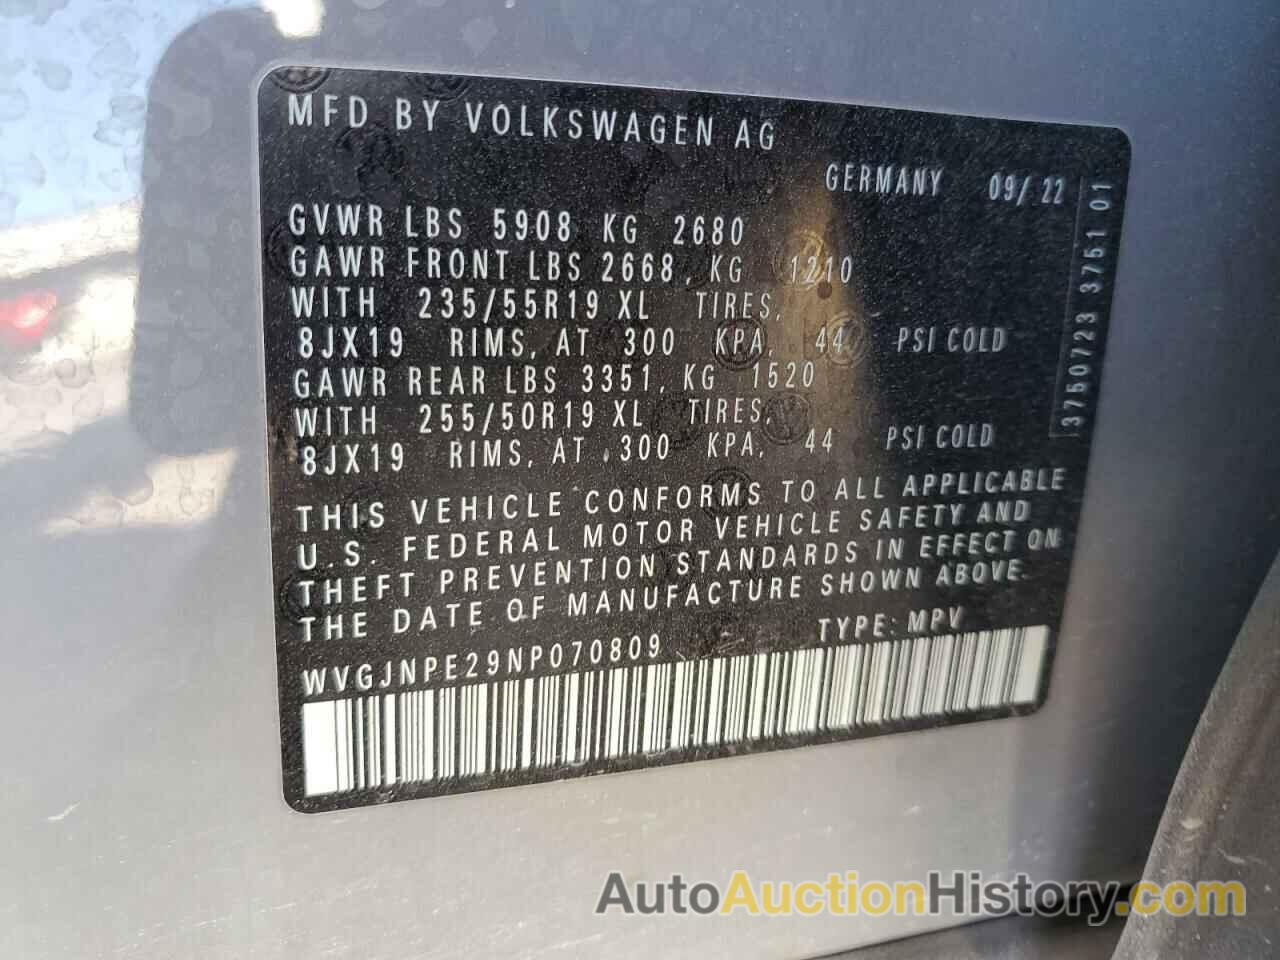 MFD BY VOLKSWAGEN AG
GERMANY 09/ 22
GVWR LBS 5908 KG 2680
GAWR FRONT LBS 2668, KG 1210
WITH 235/55R19 XL TIRES,
8JX19 RIMS, AT 300 KPA, 44 PSI COLD
GAWR REAR LBS 3351, KG 1520
WITH 255/50R19 XL TIRES,
8JX19 RIMS, AT 300 KPA, 44 PSI COLD
3750723 3751 01
THIS VEHICLE CONFORMS TO ALL APPLICABLE
U.S. FEDERAL MOTOR VEHICLE SAFETY AND
THEFT PREVENTION STANDARDS IN EFFECT ON
THE DATE OF MANUFACTURE SHOWN ABOVE.
WVGJNPE29NP070809 TYPE: MPV
AutoAuctionHistory.com